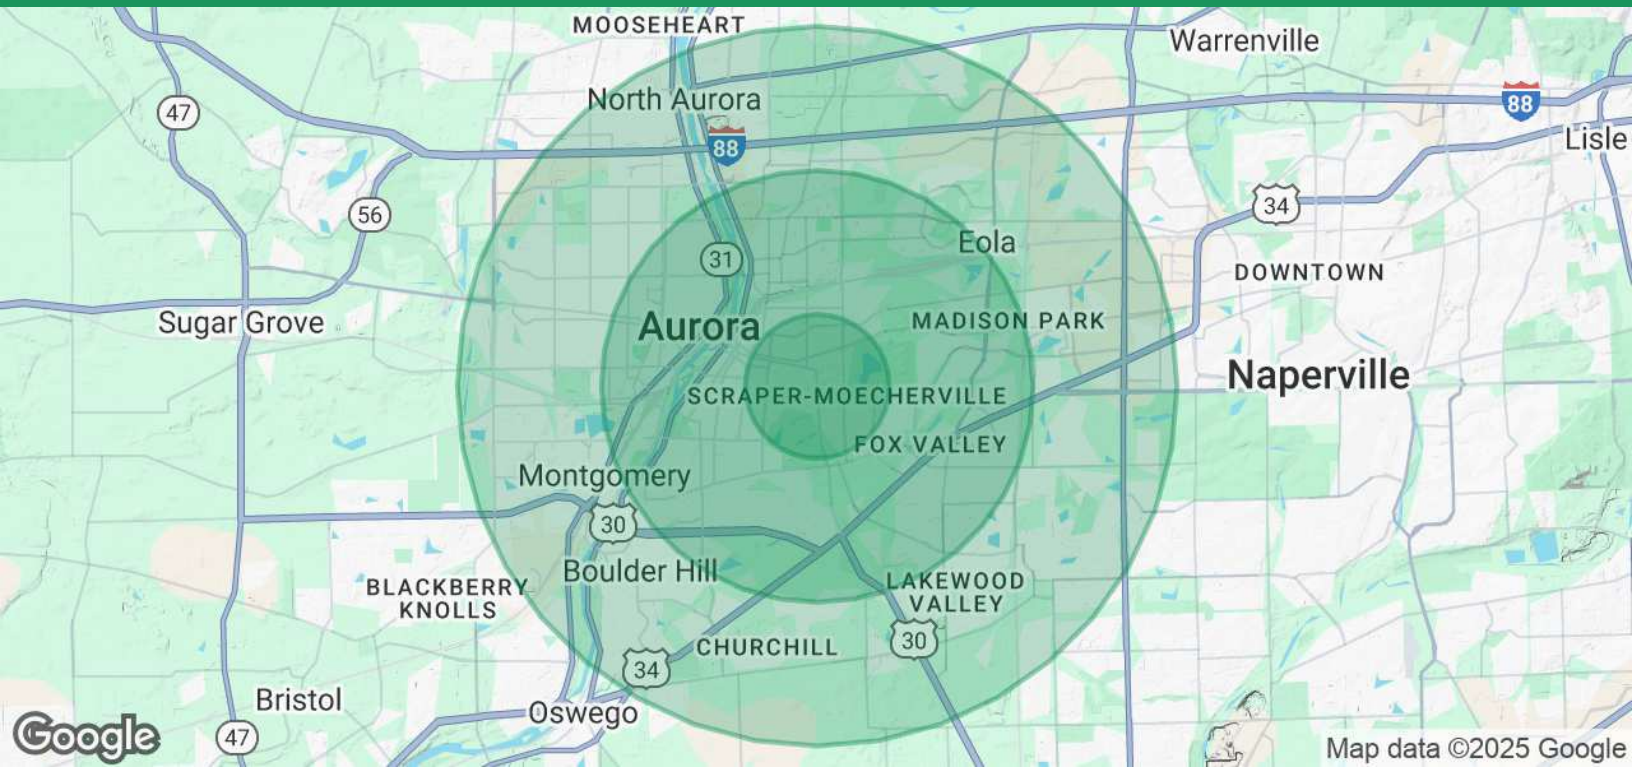 MOOSEHEART
Warrenville
North Aurora
88
47
88
Lisle
56
34
31
Eola
DOWNTOWN
Sugar Grove
Aurora
MADISON PARK
Naperville
SCRAPER-MOECHERVILLE
FOX VALLEY
Montgomery
30
Boulder Hill
BLACKBERRY
KNOLLS
LAKEWOOD
VALLEY
30
CHURCHILL
34
Bristol
Oswego
47
Google
Map data ©2025 Google